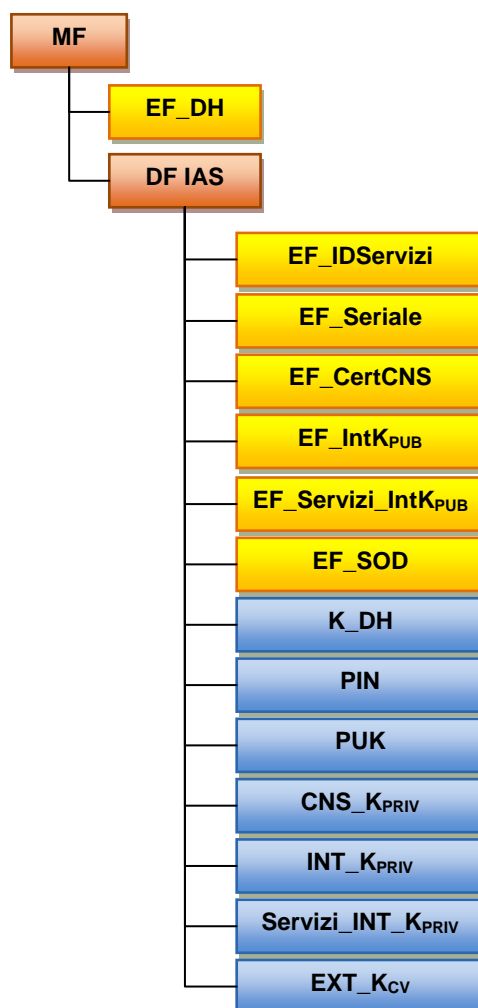 MF
EF_DH
DF IAS
EF_IDServizi
EF_Seriale
EF_CertCNS
EF_IntKPUB
EF_Servizi_IntKPUB
EF_SOD
K_DH
PIN
PUK
CNS_KPRIV
INT_KPRIV
Servizi_INT_KPRIV
EXT_KCV